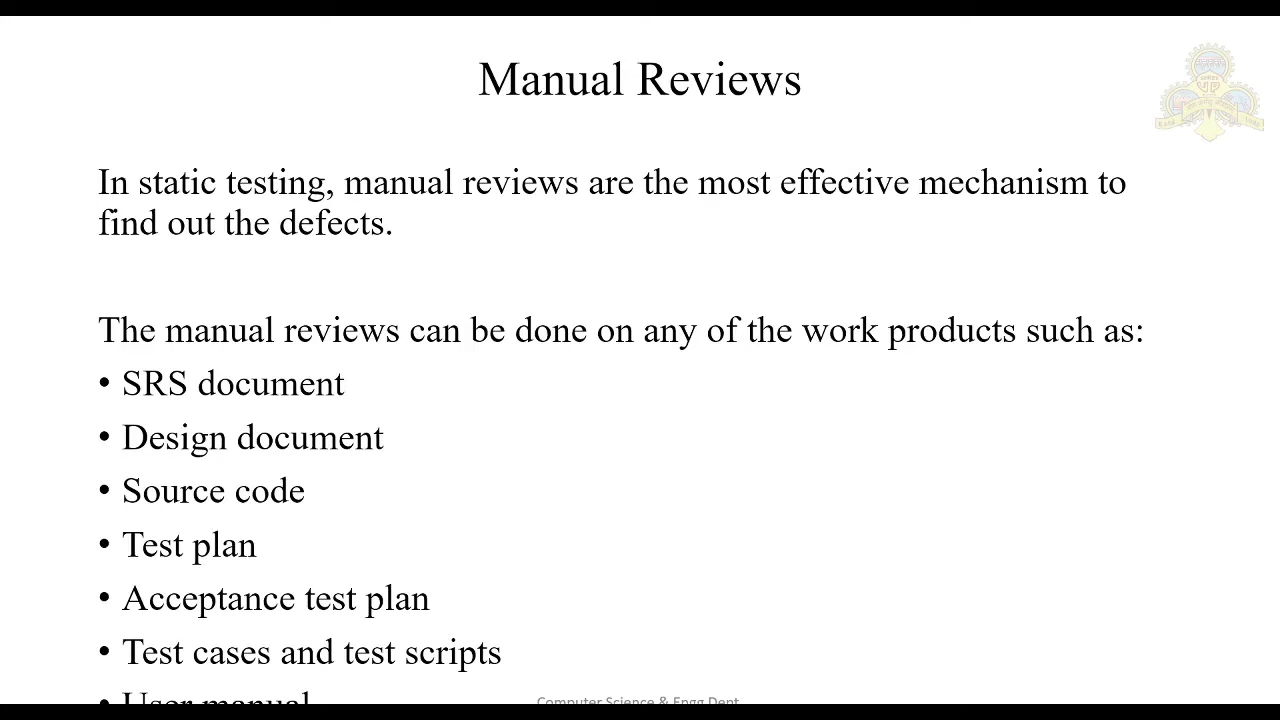 Manual Reviews
In static testing, manual reviews are the most effective mechanism to
find out the defects.
The manual reviews can be done on any of the work products such as:
• SRS document
• Design document
• Source code
• Test plan
• Acceptance test plan
• Test cases and test scripts
• User manual
Computer Science & Engg Dept